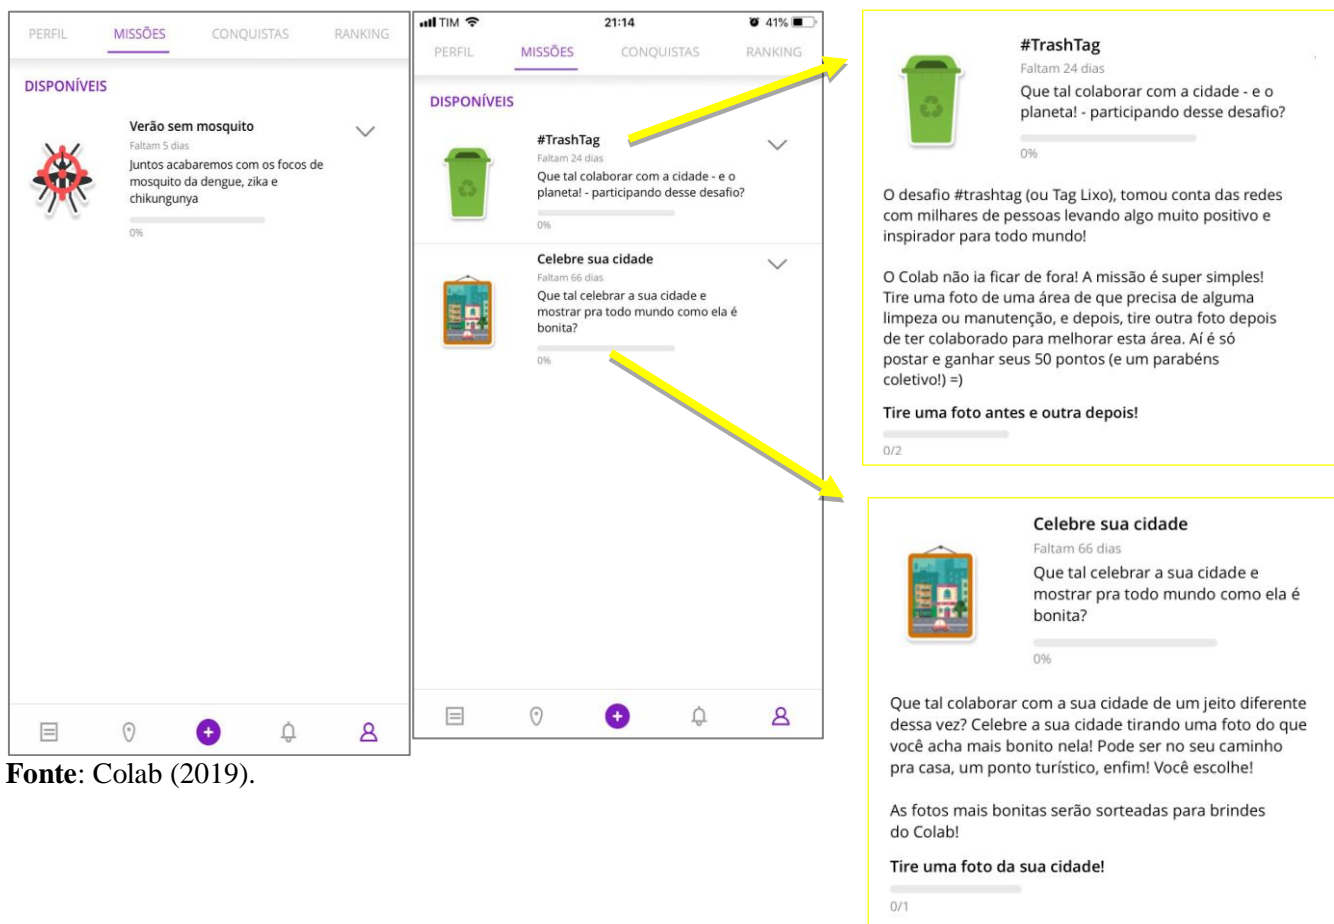 PERFIL MISSÕES CONQUISTAS RANKING
DISPONÍVEIS
Verão sem mosquito
Faltam 5 dias
Juntos acabaremos com os focos de
mosquito da dengue, zika e
chikungunya
0%
TIM 21:14 41%
PERFIL MISSÕES CONQUISTAS RANKING
DISPONÍVEIS
#TrashTag
Faltam 24 dias
Que tal colaborar com a cidade - e o
planeta! - participando desse desafio?
0%
Celebre sua cidade
Faltam 66 dias
Que tal celebrar a sua cidade e
mostrar pra todo mundo como ela é
bonita?
0%
#TrashTag
Faltam 24 dias
Que tal colaborar com a cidade - e o
planeta! - participando desse desafio?
0%
O desafio #trashtag (ou Tag Lixo), tomou conta das redes
com milhares de pessoas levando algo muito positivo e
inspirador para todo mundo!
O Colab não ia ficar de fora! A missão é super simples!
Tire uma foto de uma área de que precisa de alguma
limpeza ou manutenção, e depois, tire outra foto depois
de ter colaborado para melhorar esta área. Aí é só
postar e ganhar seus 50 pontos (e um parabéns
coletivo!) =)
Tire uma foto antes e outra depois!
0/2
Celebre sua cidade
Faltam 66 dias
Que tal celebrar a sua cidade e
mostrar pra todo mundo como ela é
bonita?
0%
Que tal colaborar com a sua cidade de um jeito diferente
dessa vez? Celebre a sua cidade tirando uma foto do que
você acha mais bonito nela! Pode ser no seu caminho
pra casa, um ponto turístico, enfim! Você escolhe!
As fotos mais bonitas serão sorteadas para brindes
do Colab!
Tire uma foto da sua cidade!
0/1
Fonte: Colab (2019).